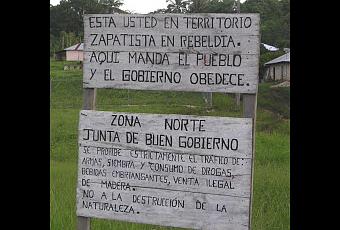 ESTA USTED EN TERRITORIO
ZAPATISTA EN REBELDIA.
AQUI MANDA EL PUEBLO
Y EL GOBIERNO OBEDECE.
ZONA NORTE
JUNTA DE BUEN GOBIERNO
SE PROHIBE ESTRICTAMENTE EL TRAFICO DE:
ARMAS, SIEMBRA Y CONSUMO DE DROGAS,
BEBIDAS EMBRIAGANTES, VENTA ILEGAL
DE MADERA.
NO A LA DESTRUCCIÓN DE LA
NATURALEZA.